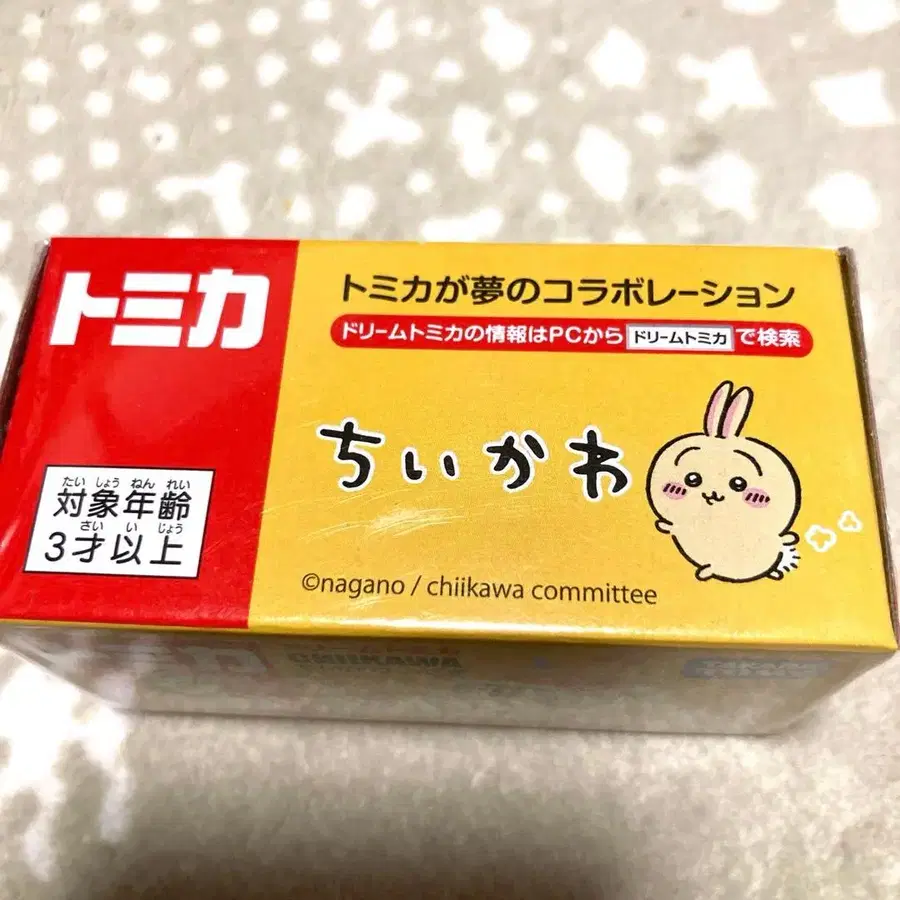 トミカ
トミカが夢のコラボレーション
ドリームトミカの情報はPCから ドリームトミカ で検索
ちいかわ
たい しょう ねん れい
対象年齢
さい い じょう
3才以上
©nagano / chiikawa committee